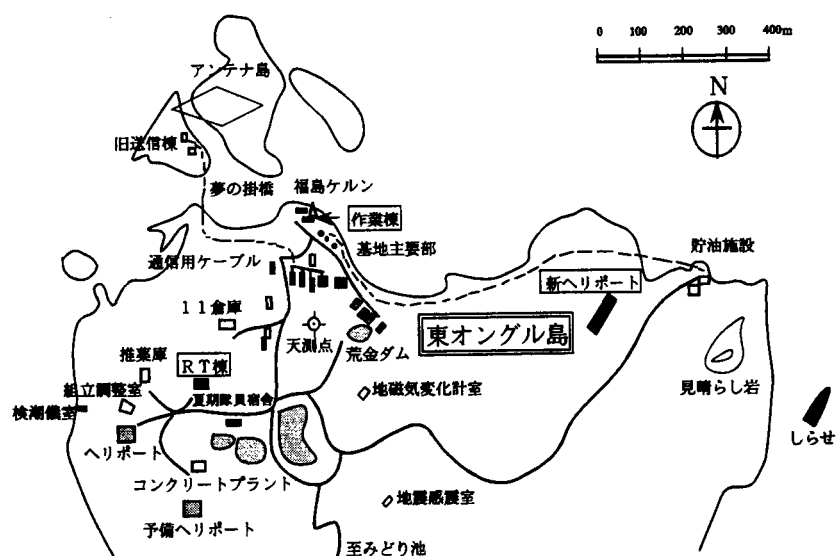 0 100 200 300 400m
N
アンテナ島
旧送信棟
夢の掛橋
福島ケルン
作業棟
基地主要部
通信用ケーブル
貯油施設
新ヘリポート
11倉庫
東オングル島
天測点
荒金ダム
推薬庫
RT棟
見晴らし岩
組立調整室
夏期隊員宿舎
地磁気変化計室
検潮儀室
しらせ
ヘリポート
コンクリートプラント
地震感震室
予備ヘリポート
至みどり池